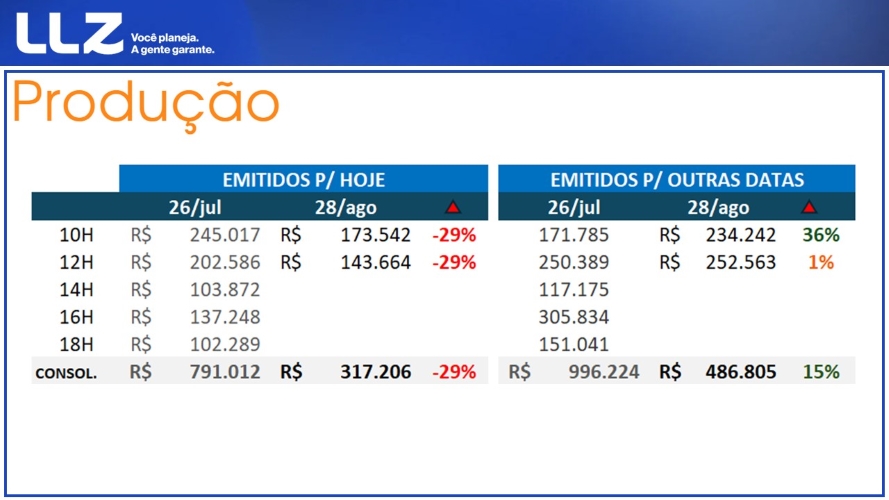 LLZ
Você planeja.
A gente garante.
Produção
EMITIDOS P/ HOJE EMITIDOS P/ OUTRAS DATAS
26/jul 28/ago 26/jul 28/ago
10H R$ 245.017 R$ 173.542 -29% 171.785 R$ 234.242 36%
12H R$ 202.586 R$ 143.664 -29% 250.389 R$ 252.563 1%
14H R$ 103.872 117.175
16H R$ 137.248 305.834
18H R$ 102.289 151.041
CONSOL. R$ 791.012 R$ 317.206 -29% R$ 996.224 R$ 486.805 15%